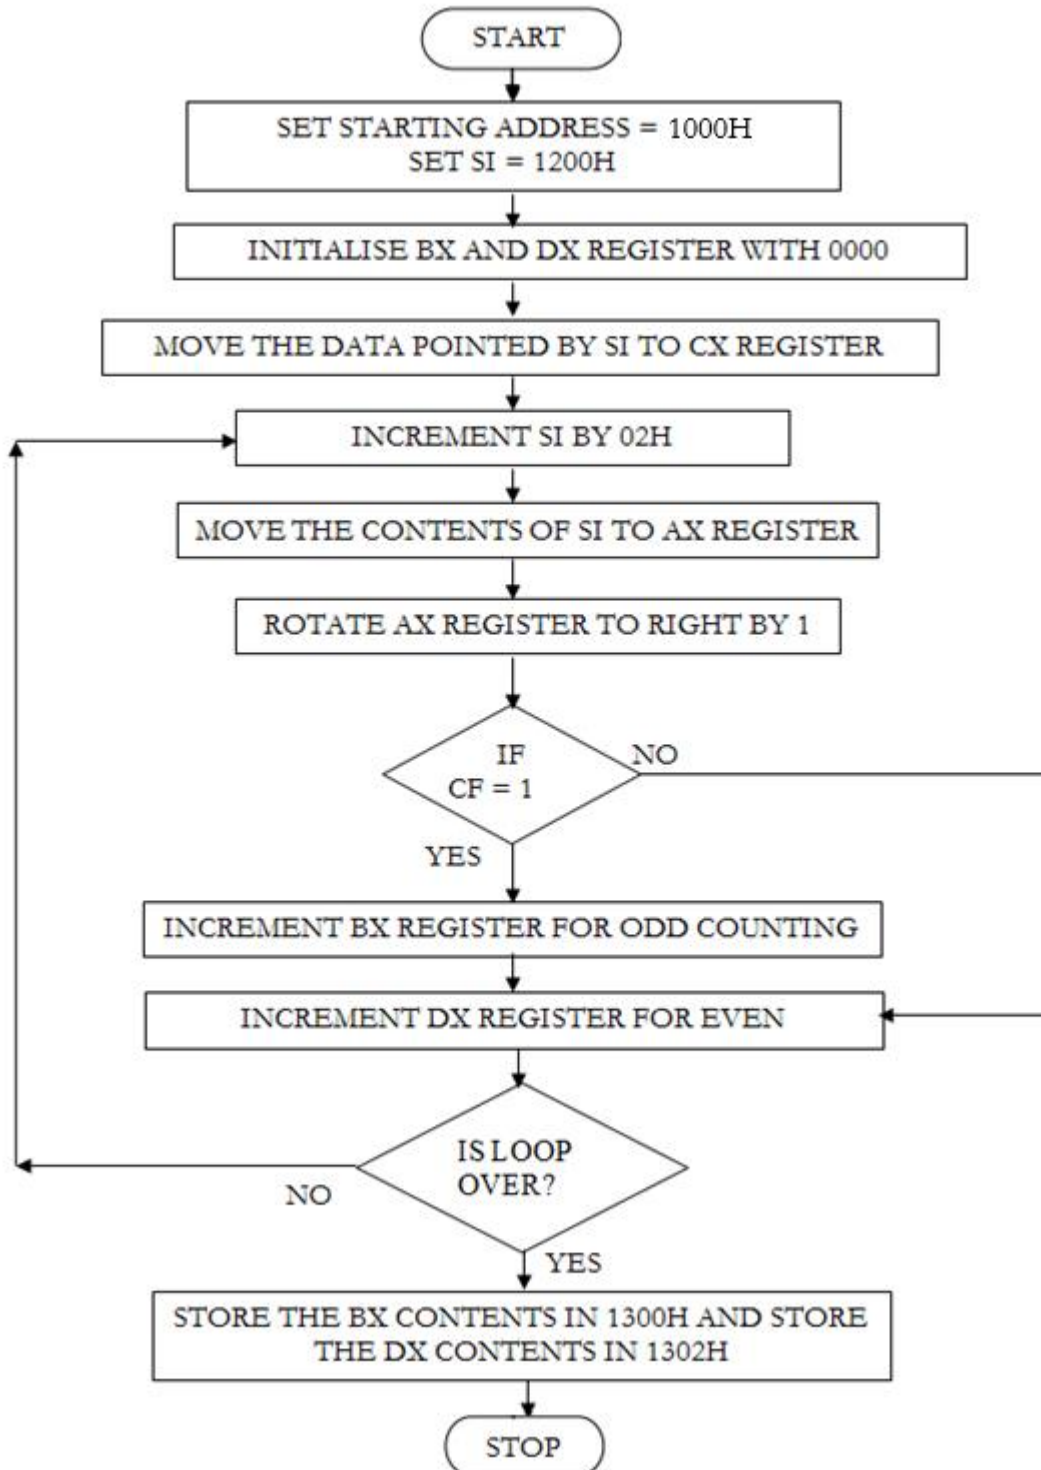 START
SET STARTING ADDRESS = 1000H
SET SI = 1200H
INITIALISE BX AND DX REGISTER WITH 0000
MOVE THE DATA POINTED BY SI TO CX REGISTER
INCREMENT SI BY 02H
MOVE THE CONTENTS OF SI TO AX REGISTER
ROTATE AX REGISTER TO RIGHT BY 1
IF
CF = 1
NO
YES
INCREMENT BX REGISTER FOR ODD COUNTING
INCREMENT DX REGISTER FOR EVEN
IS LOOP
OVER?
NO
YES
STORE THE BX CONTENTS IN 1300H AND STORE
THE DX CONTENTS IN 1302H
STOP